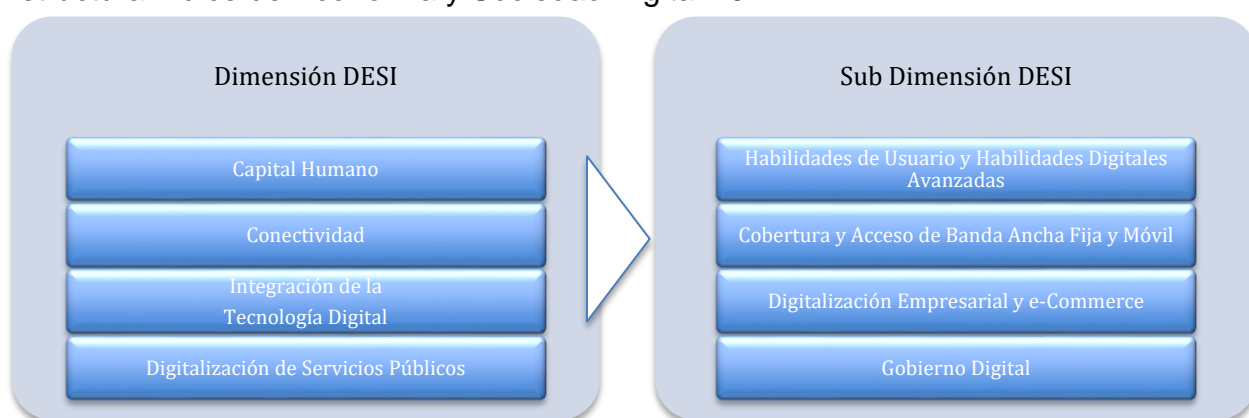 Dimensión DESI
Capital Humano
Conectividad
Integración de la
Tecnología Digital
Digitalización de Servicios Públicos
Sub Dimensión DESI
Habilidades de Usuario y Habilidades Digitales
Avanzadas
Cobertura y Acceso de Banda Ancha Fija y Móvil
Digitalización Empresarial y e-Commerce
Gobierno Digital